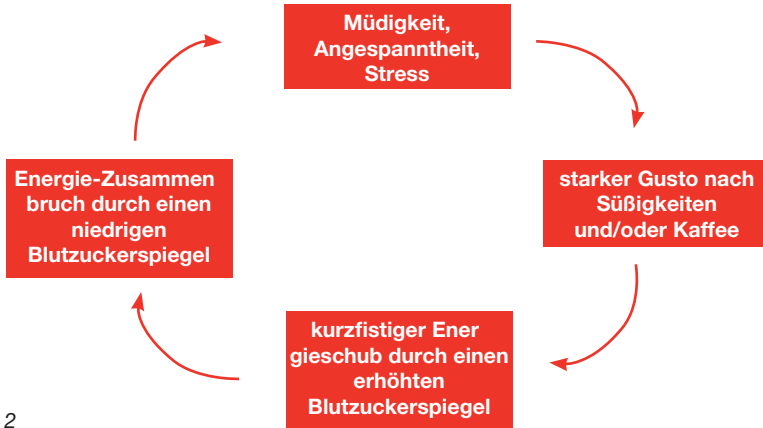 Müdigkeit,
Angespanntheit,
Stress
starker Gusto nach
Süßigkeiten
und/oder Kaffee
kurzfistiger Ener
gieschub durch einen
erhöhten
Blutzuckerspiegel
Energie-Zusammen
bruch durch einen
niedrigen
Blutzuckerspiegel
2